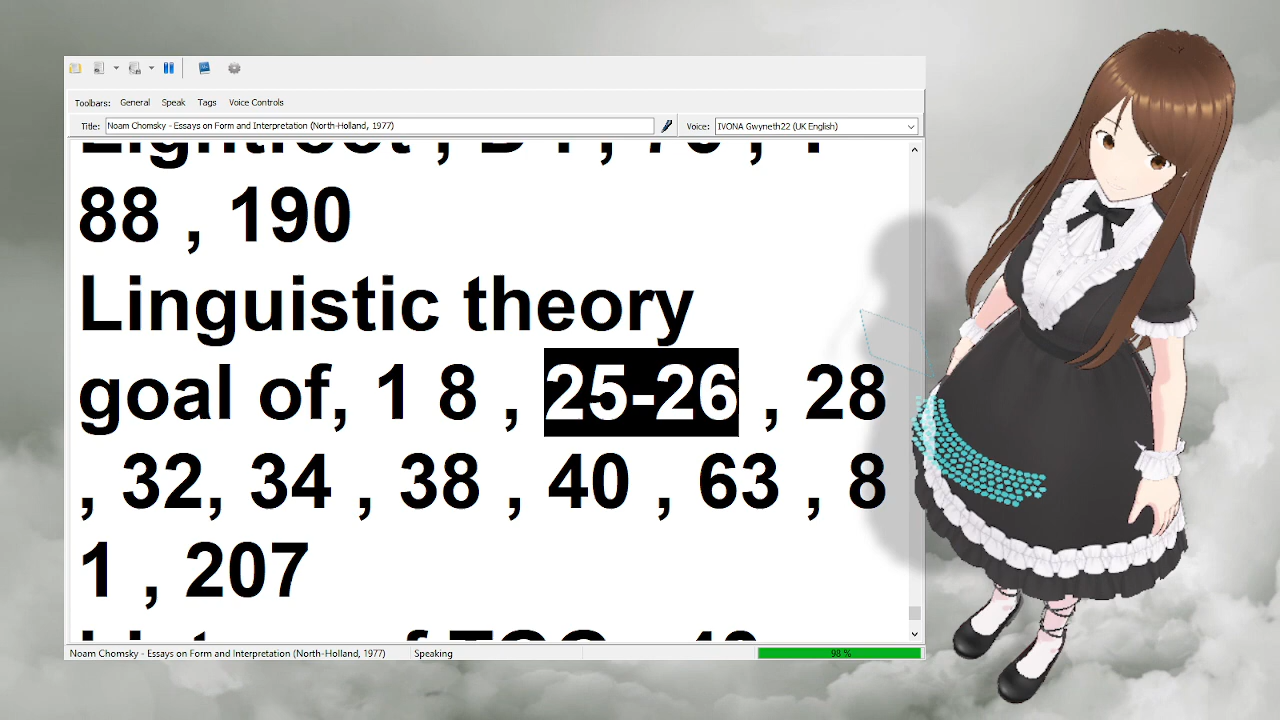 Toolbars: General Speak Tags Voice Controls
Title: Noam Chomsky - Essays on Form and Interpretation (North-Holland, 1977) Voice: IVONA Gwyneth22 (UK English)
88 , 190
Linguistic theory
goal of, 1 8 , 25-26 , 28
, 32, 34 , 38 , 40 , 63 , 8
1 , 207
Noam Chomsky - Essays on Form and Interpretation (North-Holland, 1977) Speaking 98 %